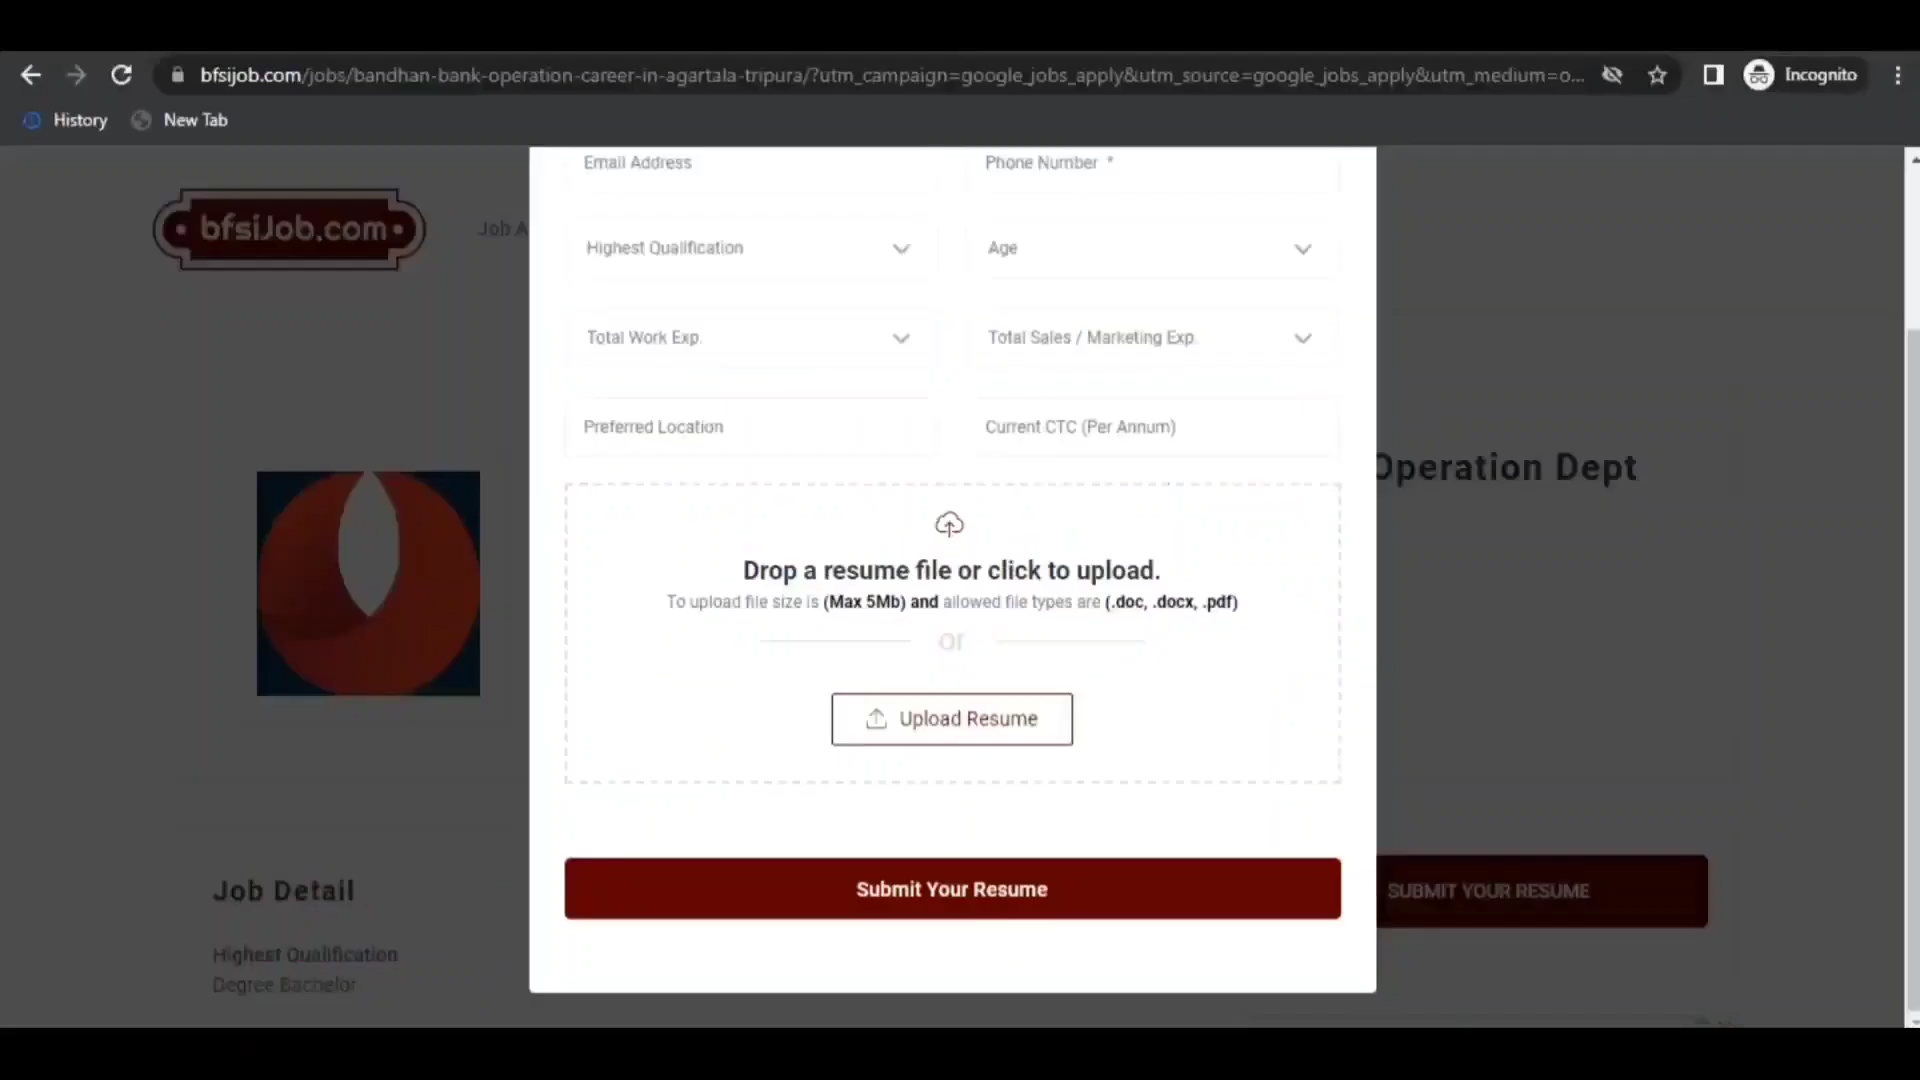 bfsijob.com/jobs/bandhan-bank-operation-career-in-agartala-tripura/?utm_campaign=google_jobs_apply&utm_source=google_jobs_apply&utm_medium=o...
Incognito
History
New Tab
Email Address
Phone Number *
bfsiJob.com
Job A
Highest Qualification
Age
Total Work Exp.
Total Sales / Marketing Exp.
Preferred Location
Current CTC (Per Annum)
Operation Dept
Drop a resume file or click to upload.
To upload file size is (Max 5Mb) and allowed file types are (.doc, .docx, .pdf)
or
Upload Resume
Submit Your Resume
SUBMIT YOUR RESUME
Job Detail
Highest Qualification
Degree Bachelor